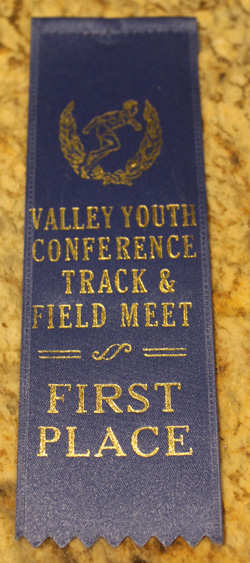 VALLEY YOUTH
CONFERENCE
TRACK &
FIELD MEET
FIRST
PLACE